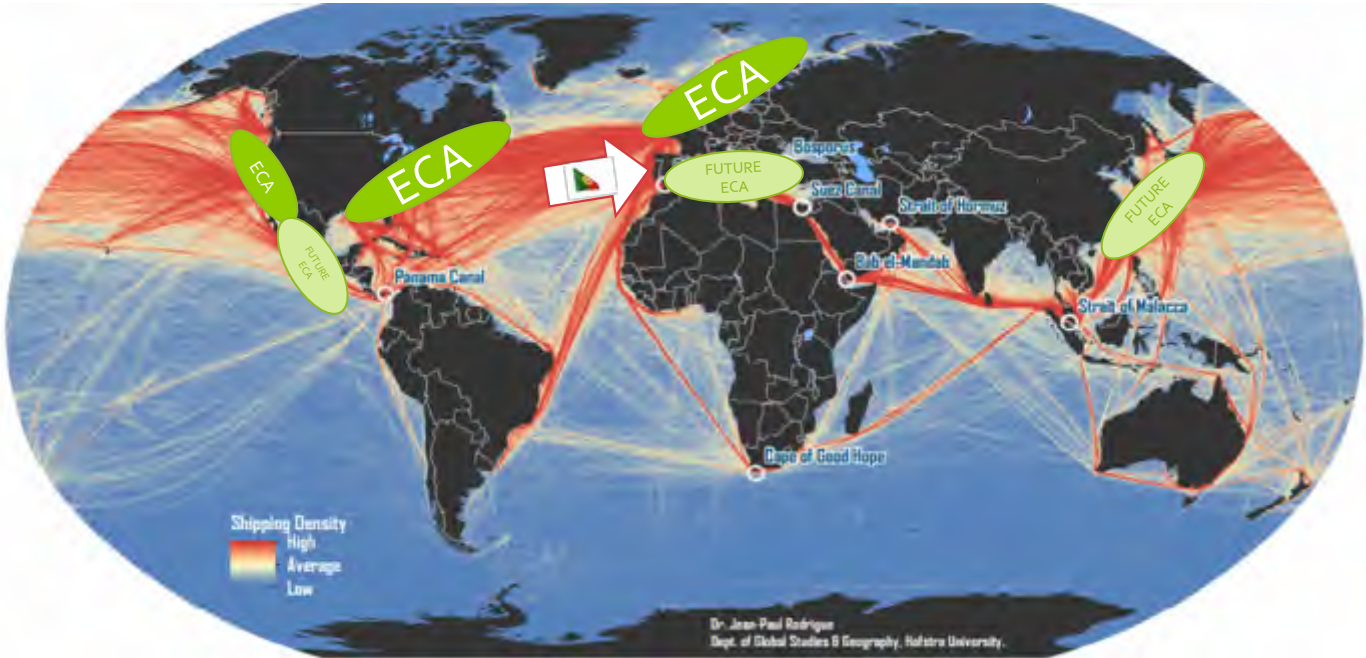 ECA
ECA
ECA
FUTURE
ECA
FUTURE
ECA
FUTURE
ECA
Bosporus
Suez Canal
Strait of Hormuz
Bab el-Mandab
Panama Canal
Strait of Malacca
Cape of Good Hope
Shipping Density
High
Average
Low
Dr. Jean-Paul Rodrigue
Dept. of Global Studies & Geography, Hofstra University.